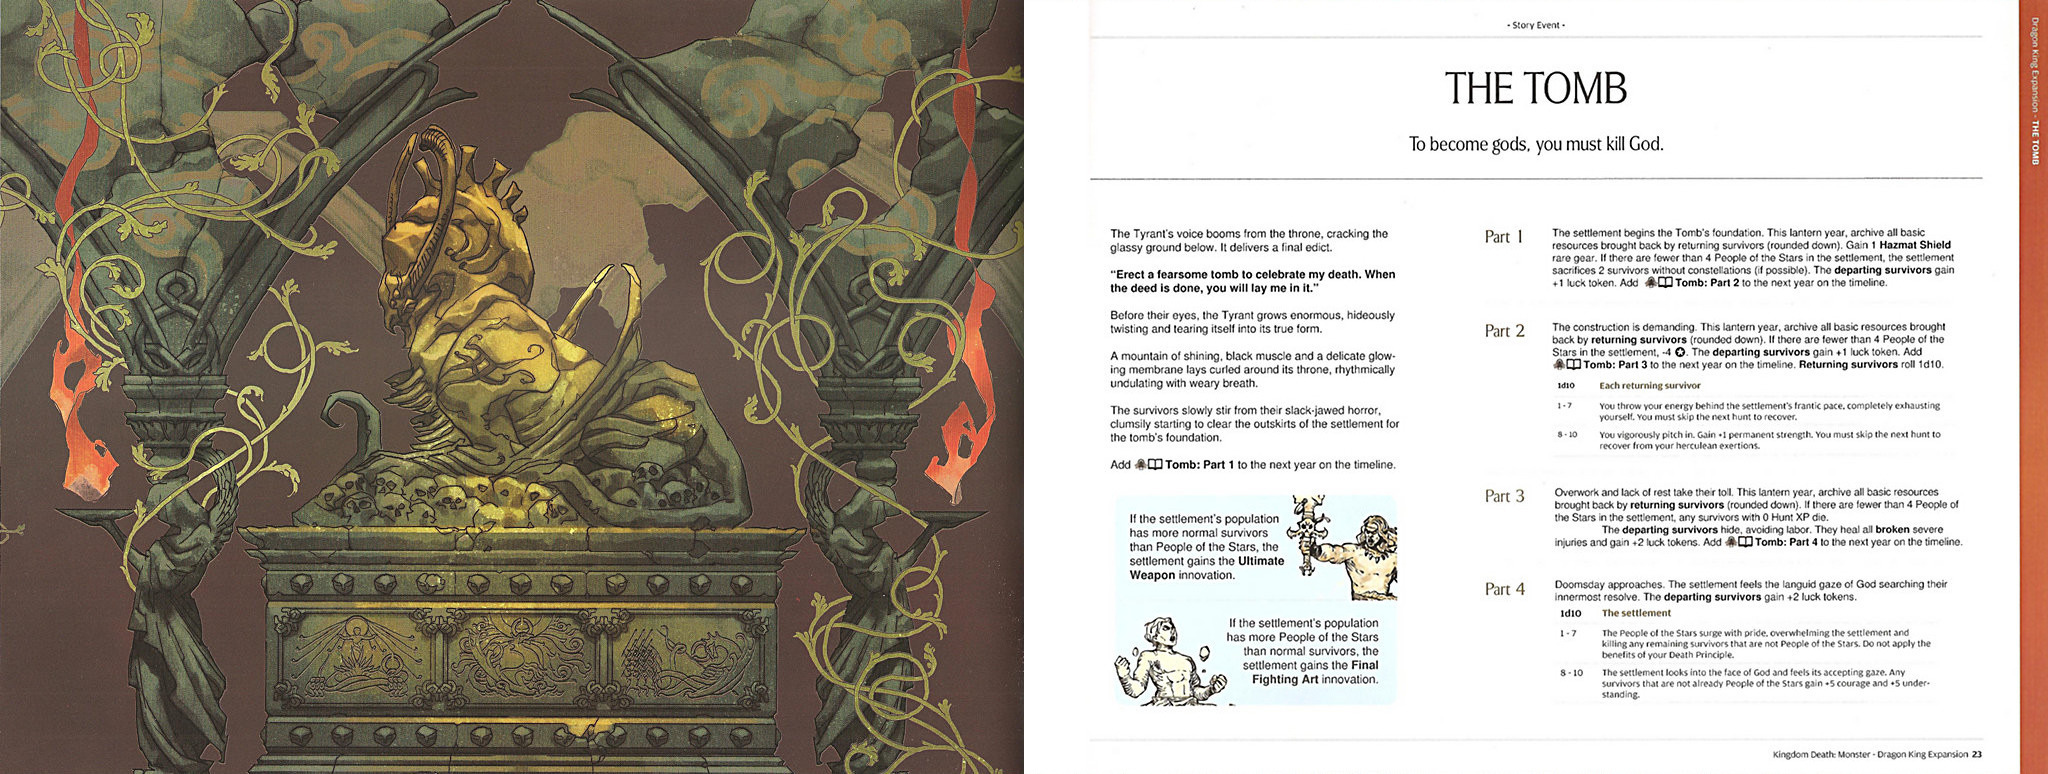 - Story Event -
THE TOMB
To become gods, you must kill God.
Dragon King Expansion - THE TOMB
The Tyrant's voice booms from the throne, cracking the
glassy ground below. It delivers a final edict.
"Erect a fearsome tomb to celebrate my death. When
the deed is done, you will lay me in it."
Before their eyes, the Tyrant grows enormous, hideously
twisting and tearing itself into its true form.
A mountain of shining, black muscle and a delicate glow-
ing membrane lays curled around its throne, rhythmically
undulating with weary breath.
The survivors slowly stir from their slack-jawed horror,
clumsily starting to clear the outskirts of the settlement for
the tomb's foundation.
Add Tomb: Part 1 to the next year on the timeline.
If the settlement's population
has more normal survivors
than People of the Stars, the
settlement gains the Ultimate
Weapon innovation.
If the settlement's population
has more People of the Stars
than normal survivors, the
settlement gains the Final
Fighting Art innovation.
Part 1
The settlement begins the Tomb's foundation. This lantern year, archive all basic
resources brought back by returning survivors (rounded down). Gain 1 Hazmat Shield
rare gear. If there are fewer than 4 People of the Stars in the settlement, the settlement
sacrifices 2 survivors without constellations (if possible). The departing survivors gain
+1 luck token. Add Tomb: Part 2 to the next year on the timeline.
Part 2
The construction is demanding. This lantern year, archive all basic resources brought
back by returning survivors (rounded down). If there are fewer than 4 People of the
Stars in the settlement, -4 . The departing survivors gain +1 luck token. Add
Tomb: Part 3 to the next year on the timeline. Returning survivors roll 1d10.
1d10 Each returning survivor
1 - 7 You throw your energy behind the settlement's frantic pace, completely exhausting
yourself. You must skip the next hunt to recover.
8 - 10 You vigorously pitch in. Gain +1 permanent strength. You must skip the next hunt to
recover from your herculean exertions.
Part 3
Overwork and lack of rest take their toll. This lantern year, archive all basic resources
brought back by returning survivors (rounded down). If there are fewer than 4 People of
the Stars in the settlement, any survivors with 0 Hunt XP die.
The departing survivors hide, avoiding labor. They heal all broken severe
injuries and gain +2 luck tokens. Add Tomb: Part 4 to the next year on the timeline.
Part 4
Doomsday approaches. The settlement feels the languid gaze of God searching their
innermost resolve. The departing survivors gain +2 luck tokens.
1d10 The settlement
1 - 7 The People of the Stars surge with pride, overwhelming the settlement and
killing any remaining survivors that are not People of the Stars. Do not apply the
benefits of your Death Principle.
8 - 10 The settlement looks into the face of God and feels its accepting gaze. Any
survivors that are not already People of the Stars gain +5 courage and +5 under-
standing.
Kingdom Death: Monster - Dragon King Expansion 23